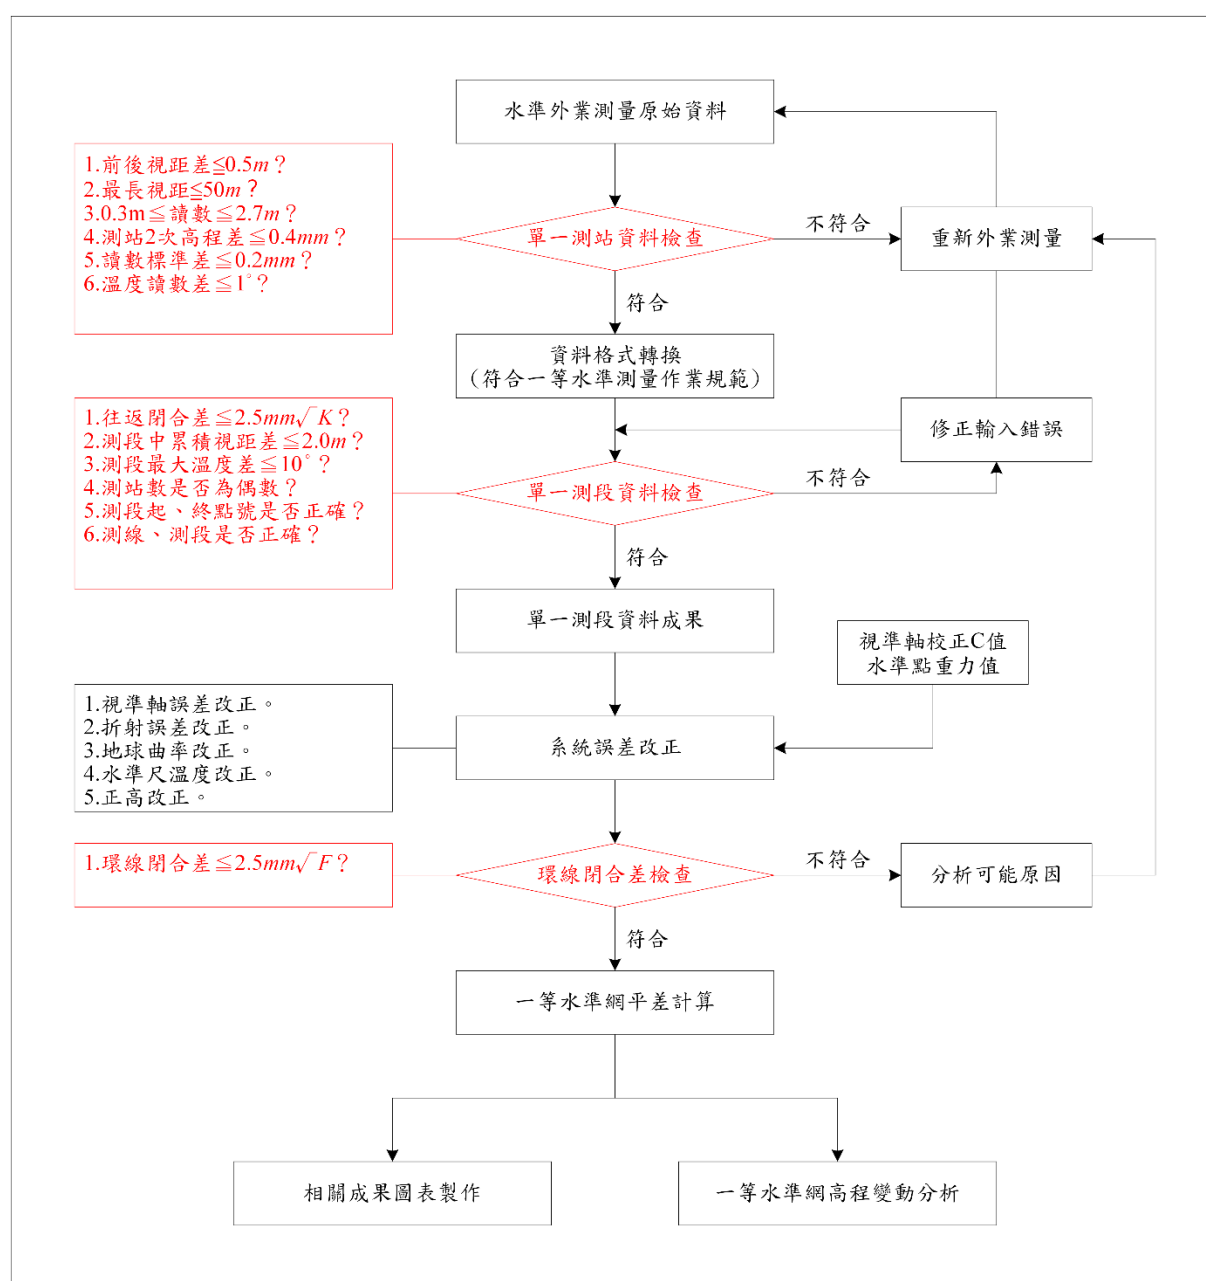 水準外業測量原始資料
1.前後視距差≦0.5m？
2.最長視距≦50m？
3.0.3m≦讀數≦2.7m？
4.測站2次高程差≦0.4mm？
5.讀數標準差≦0.2mm？
6.溫度讀數差≦1°？
單一測站資料檢查
不符合
重新外業測量
符合
資料格式轉換
（符合一等水準測量作業規範）
1.往返閉合差≦2.5mm√K？
2.測段中累積視距差≦2.0m？
3.測段最大溫度差≦10°？
4.測站數是否為偶數？
5.測段起、終點號是否正確？
6.測線、測段是否正確？
修正輸入錯誤
單一測段資料檢查
不符合
符合
單一測段資料成果
視準軸校正C值
水準點重力值
1.視準軸誤差改正。
2.折射誤差改正。
3.地球曲率改正。
4.水準尺溫度改正。
5.正高改正。
系統誤差改正
1.環線閉合差≦2.5mm√F？
環線閉合差檢查
不符合
分析可能原因
符合
一等水準網平差計算
相關成果圖表製作
一等水準網高程變動分析